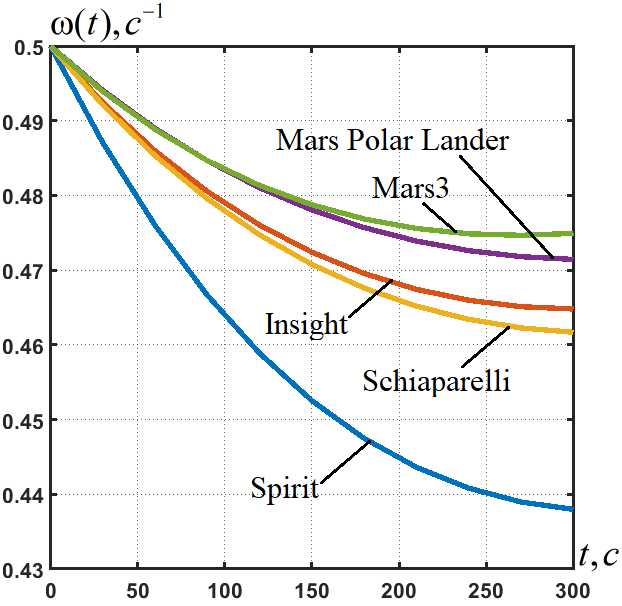 ω(t), c⁻¹
0.5
0.49
Mars Polar Lander
0.48
Mars3
0.47
Insight
0.46
Schiaparelli
0.45
Spirit
0.44
0.43
t, c
0 50 100 150 200 250 300